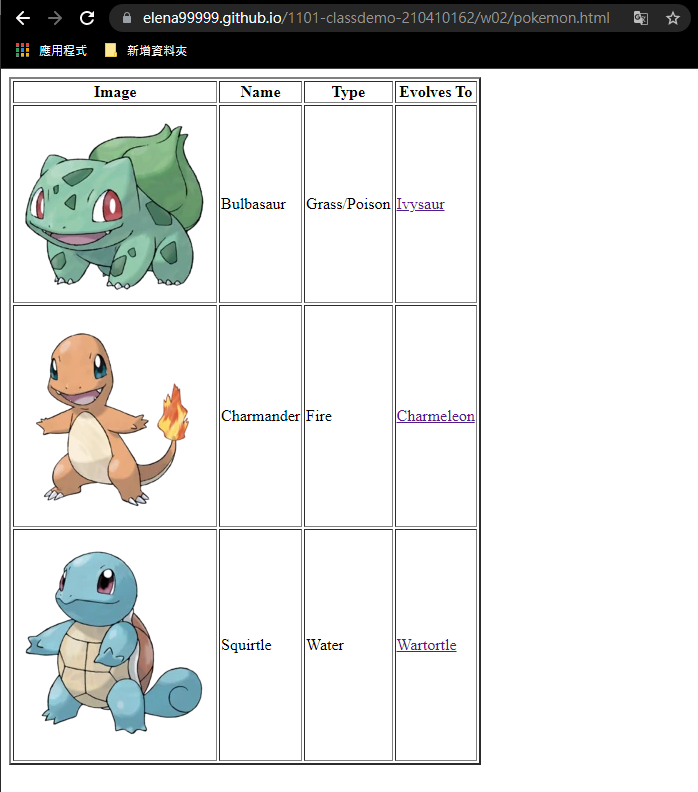 elena99999.github.io/1101-classdemo-210410162/w02/pokemon.html
應用程式 新增資料夾
Image Name Type Evolves To
Bulbasaur Grass/Poison Ivysaur
Charmander Fire Charmeleon
Squirtle Water Wartortle